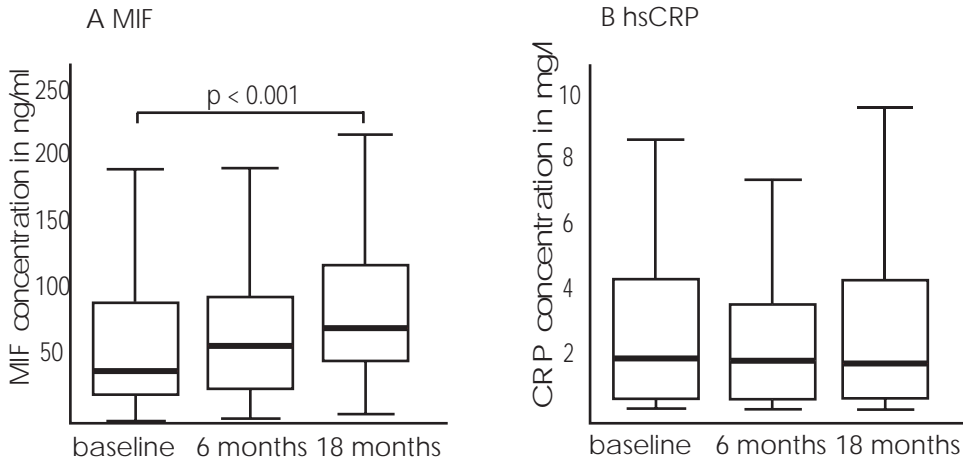 A MIF
MIF concentration in ng/ml
250
200
150
100
50
p < 0.001
baseline 6 months 18 months
B hsCRP
CRP concentration in mg/l
10
8
6
4
2
baseline 6 months 18 months